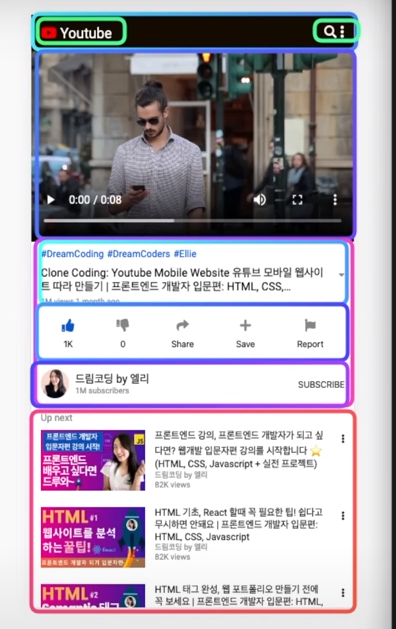 Youtube
0:00 / 0:08
#DreamCoding #DreamCoders #Ellie
Clone Coding: Youtube Mobile Website 유튜브 모바일 웹사이
트 따라 만들기 | 프론트엔드 개발자 입문편: HTML, CSS,...
1M views 1 month ago
1K
0
Share
Save
Report
드림코딩 by 엘리
1M subscribers
SUBSCRIBE
Up next
프론트엔드 개발자
입문자편 강의 시작!
프론트엔드
배우고 싶다면
드루와~
프론트엔드 강의, 프론트엔드 개발자가 되고 싶
다면? 웹개발 입문자편 강의를 시작합니다 ⭐
(HTML, CSS, Javascript + 실전 프로젝트)
드림코딩 by 엘리
82K views
HTML #1
웹사이트를 분석
하는 꿀팁!
프론트엔드 개발자 되기 입문자편
HTML 기초, React 할때 꼭 필요한 팁! 쉽다고
무시하면 안돼요 | 프론트엔드 개발자 입문편:
HTML, CSS, Javascript
드림코딩 by 엘리
82K views
HTML #2
Semantic 태그
HTML 태그 완성, 웹 포트폴리오 만들기 전에
꼭 보세요 | 프론트엔드 개발자 입문편: HTML,